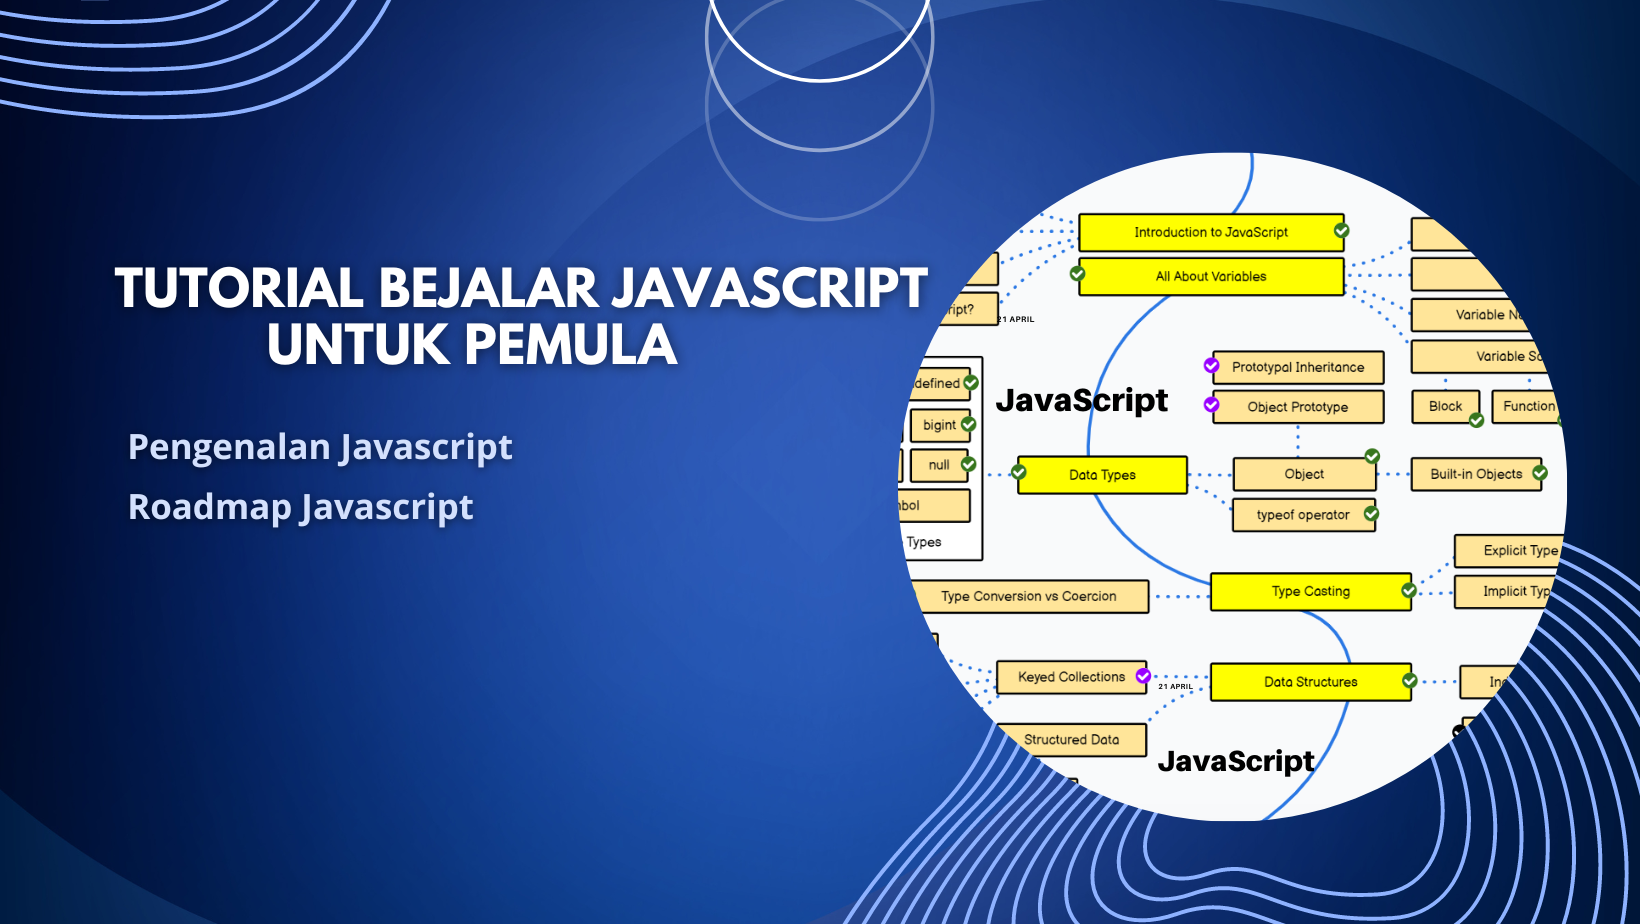 TUTORIAL BEJALAR JAVASCRIPT
UNTUK PEMULA
Pengenalan Javascript
Roadmap Javascript
Introduction to JavaScript
All About Variables
ript?
21 APRIL
Variable N
Variable Sc
Prototypal Inheritance
Object Prototype
Block
Function
defined
bigint
null
bol
Types
JavaScript
Data Types
Object
Built-in Objects
typeof operator
Explicit Type
Implicit Typ
Type Casting
Type Conversion vs Coercion
Keyed Collections
21 APRIL
Data Structures
Ind
Structured Data
JavaScript